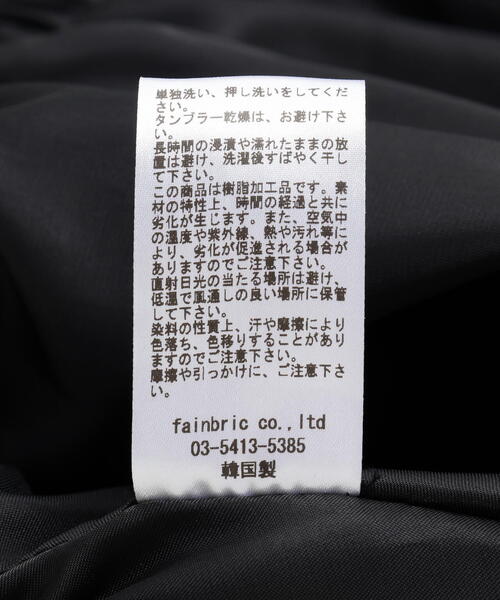 単独洗い、押し洗いをしてくだ
さい。
タンブラー乾燥は、お避け下さ
い。
長時間の浸漬や濡れたままの放
置は避け、洗濯後すばやく干し
て下さい。
この商品は樹脂加工品です。素
材の特性上、時間の経過と共に
劣化が生じます。また、空気中
の温度や紫外線、熱や汚れ等に
より、劣化が促進される場合が
ありますのでご注意下さい。
直射日光の当たる場所は避け、
低温で風通しの良い場所に保管
して下さい。
染料の性質上、汗や摩擦により
色落ち、色移りすることがあり
ますのでご注意下さい。
摩擦や引っかけに、ご注意下さ
い。
fainbric co.,ltd
03-5413-5385
韓国製